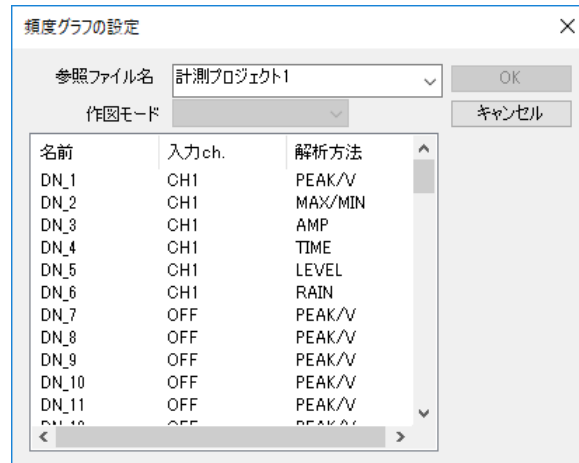 頻度グラフの設定
参照ファイル名 計測プロジェクト1 OK
作図モード キャンセル
名前 入力ch. 解析方法
DN_1 CH1 PEAK/V
DN_2 CH1 MAX/MIN
DN_3 CH1 AMP
DN_4 CH1 TIME
DN_5 CH1 LEVEL
DN_6 CH1 RAIN
DN_7 OFF PEAK/V
DN_8 OFF PEAK/V
DN_9 OFF PEAK/V
DN_10 OFF PEAK/V
DN_11 OFF PEAK/V